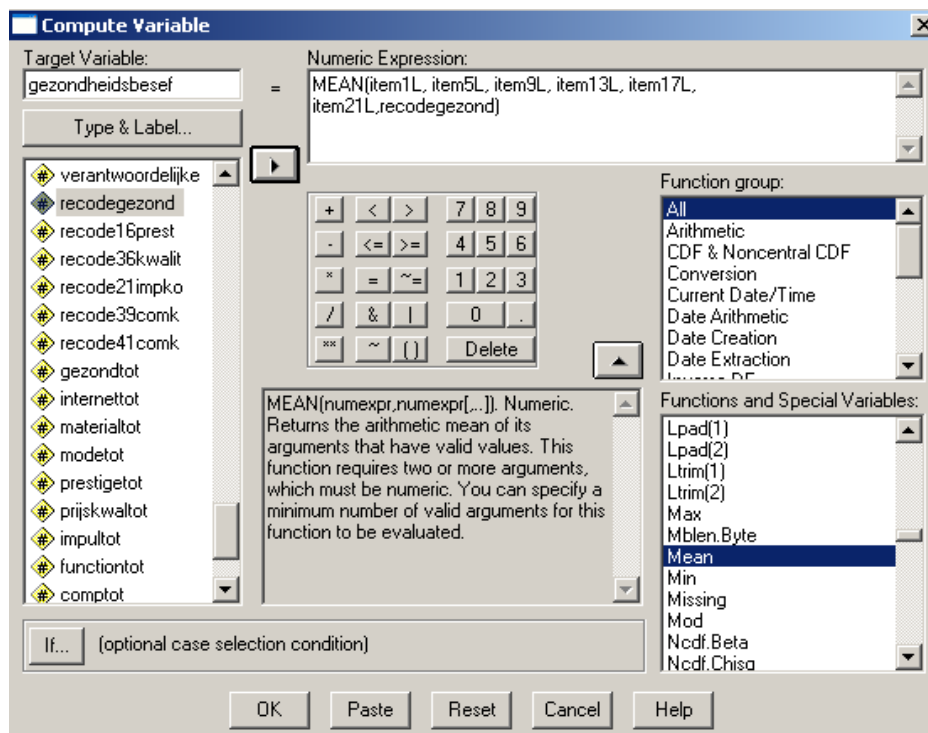 Compute Variable
Target Variable:
gezondheidsbesef
=
Numeric Expression:
MEAN(item1L, item5L, item9L, item13L, item17L,
item21L,recodegezond)
Type & Label...
verantwoordelijke
recodegezond
recode16prest
recode36kwalit
recode21impko
recode39comk
recode41comk
gezondtot
internettot
materialtot
modetot
prestigetot
prijskwaltot
impultot
functiontot
comptot
+ < > 7 8 9
- <= >= 4 5 6
* = ~= 1 2 3
/ & | 0 .
** ~ () Delete
Function group:
All
Arithmetic
CDF & Noncentral CDF
Conversion
Current Date/Time
Date Arithmetic
Date Creation
Date Extraction
Inverse DF
MEAN(numexpr,numexpr[,..]). Numeric.
Returns the arithmetic mean of its
arguments that have valid values. This
function requires two or more arguments,
which must be numeric. You can specify a
minimum number of valid arguments for this
function to be evaluated.
Functions and Special Variables:
Lpad(1)
Lpad(2)
Ltrim(1)
Ltrim(2)
Max
Mblen.Byte
Mean
Min
Missing
Mod
Ncdf.Beta
Ncdf.Chisq
If... (optional case selection condition)
OK Paste Reset Cancel Help